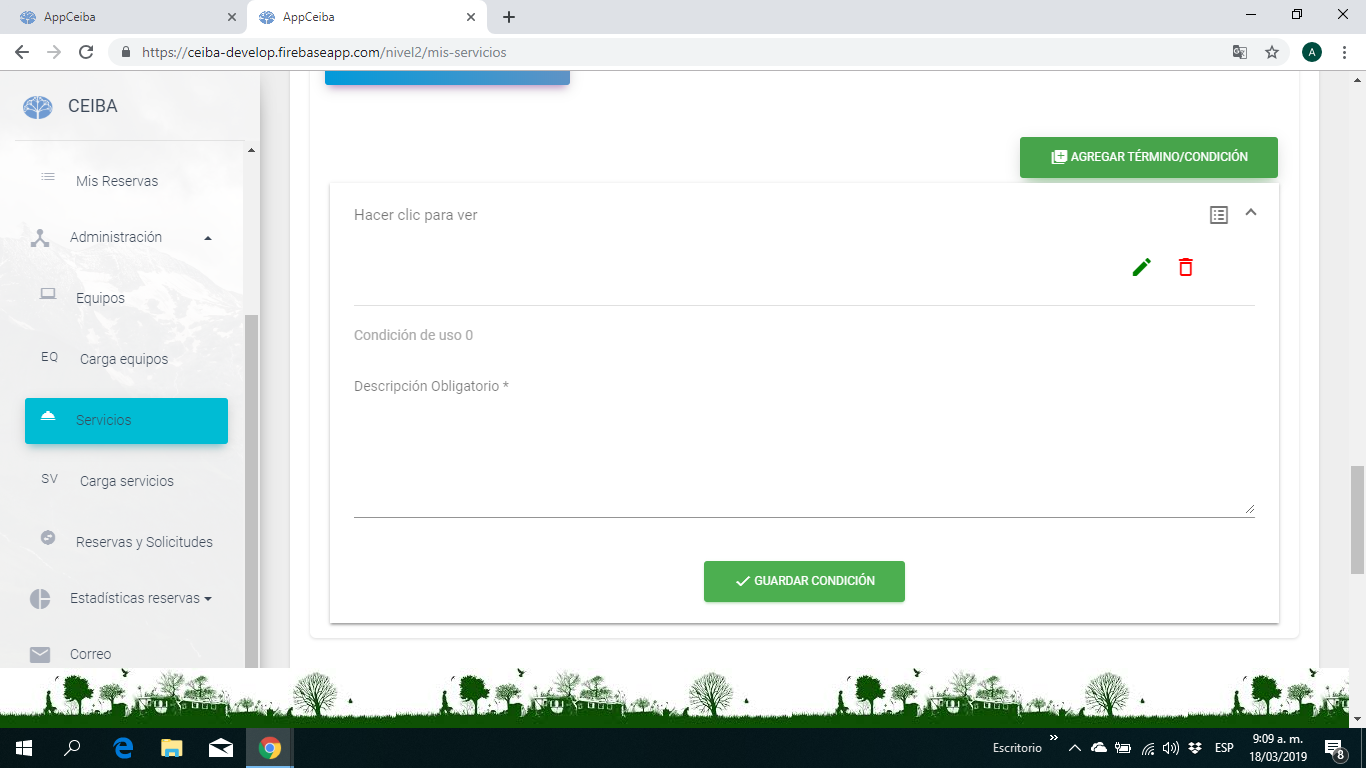 AppCeiba
AppCeiba
https://ceiba-develop.firebaseapp.com/nivel2/mis-servicios
A
CEIBA
Mis Reservas
Administración
Equipos
EQ Carga equipos
Servicios
SV Carga servicios
Reservas y Solicitudes
Estadísticas reservas
Correo
AGREGAR TÉRMINO/CONDICIÓN
Hacer clic para ver
Condición de uso 0
Descripción Obligatorio *
GUARDAR CONDICIÓN
Escritorio
ESP
9:09 a. m.
18/03/2019
8